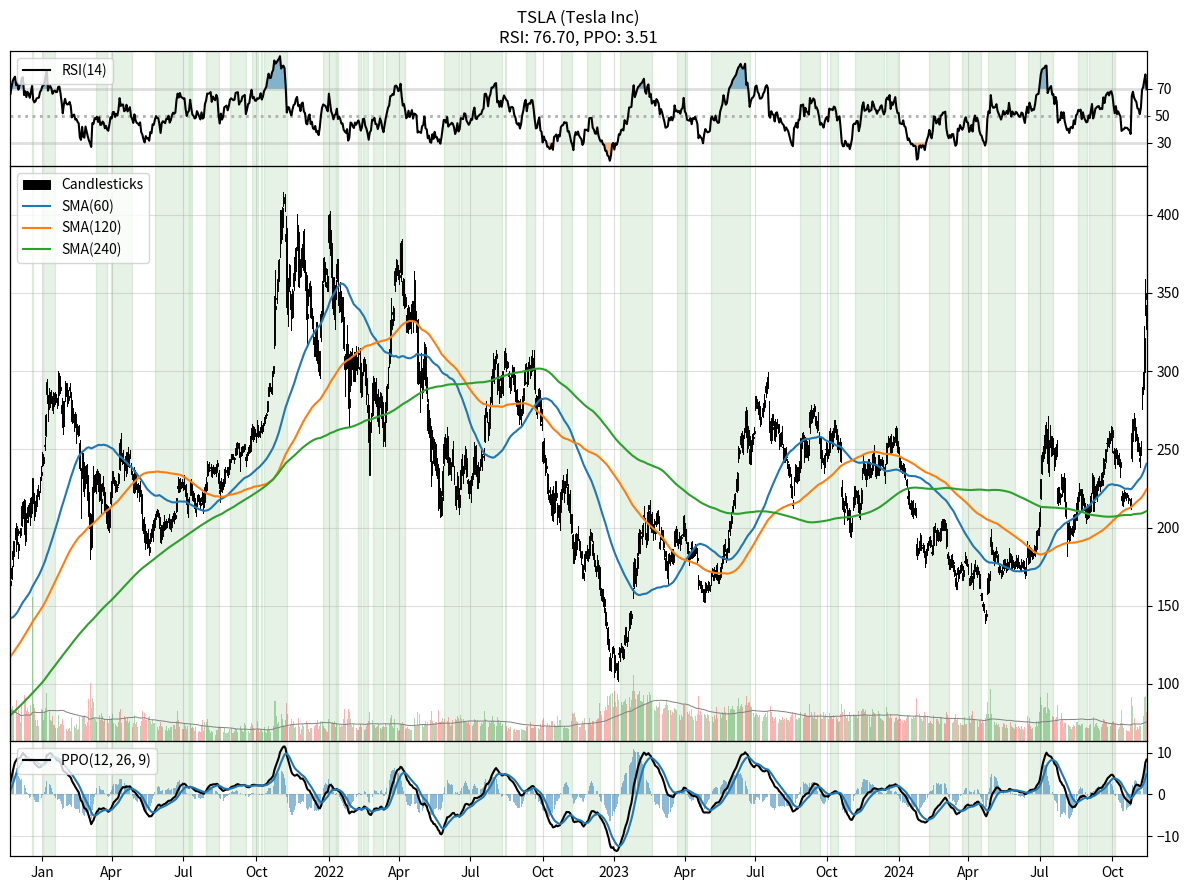 TSLA (Tesla Inc)
RSI: 76.70, PPO: 3.51
RSI(14)
70
50
30
Candlesticks
SMA(60)
SMA(120)
SMA(240)
400
350
300
250
200
150
100
PPO(12, 26, 9)
10
0
−10
Jan Apr Jul Oct 2022 Apr Jul Oct 2023 Apr Jul Oct 2024 Apr Jul Oct